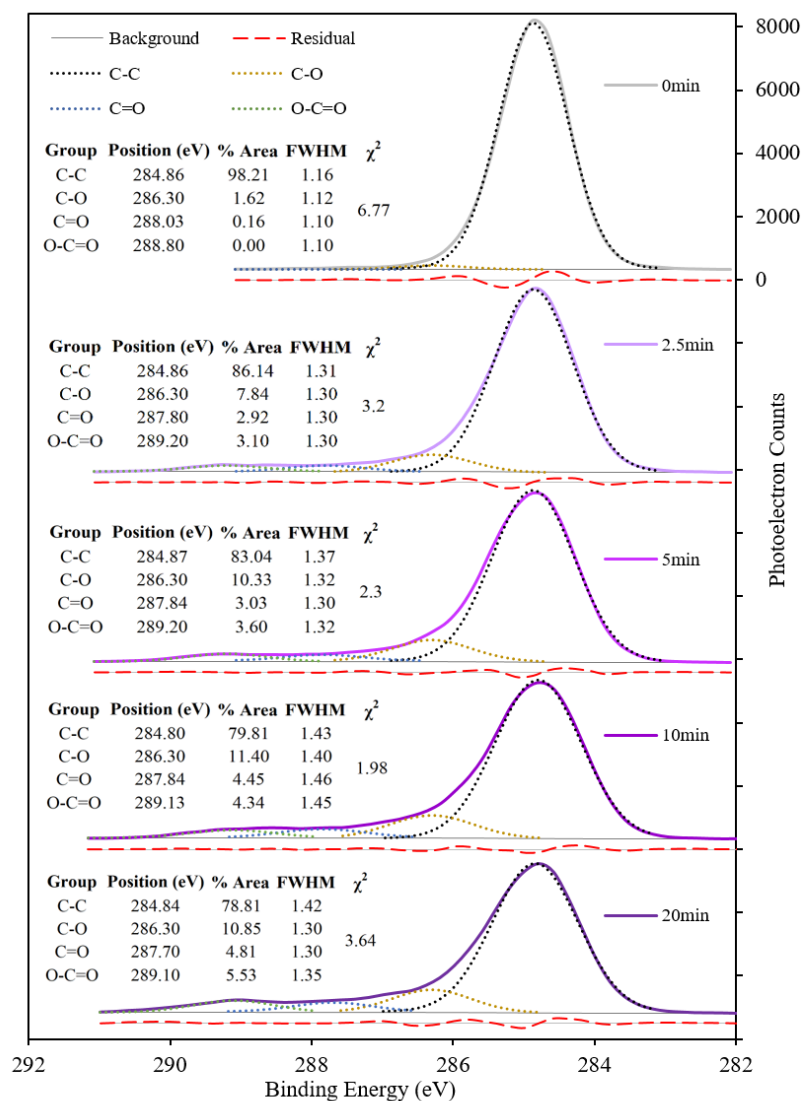 Background Residual
C-C C-O
C=O O-C=O
Group Position (eV) % Area FWHM χ²
C-C 284.86 98.21 1.16
C-O 286.30 1.62 1.12
6.77
C=O 288.03 0.16 1.10
O-C=O 288.80 0.00 1.10
0min
8000
6000
4000
2000
0
Group Position (eV) % Area FWHM χ²
C-C 284.86 86.14 1.31
C-O 286.30 7.84 1.30
3.2
C=O 287.80 2.92 1.30
O-C=O 289.20 3.10 1.30
2.5min
Group Position (eV) % Area FWHM χ²
C-C 284.87 83.04 1.37
C-O 286.30 10.33 1.32
2.3
C=O 287.84 3.03 1.30
O-C=O 289.20 3.60 1.32
5min
Photoelectron Counts
Group Position (eV) % Area FWHM χ²
C-C 284.80 79.81 1.43
C-O 286.30 11.40 1.40
1.98
C=O 287.84 4.45 1.46
O-C=O 289.13 4.34 1.45
10min
Group Position (eV) % Area FWHM χ²
C-C 284.84 78.81 1.42
C-O 286.30 10.85 1.30
3.64
C=O 287.70 4.81 1.30
O-C=O 289.10 5.53 1.35
20min
292 290 288 286 284 282
Binding Energy (eV)